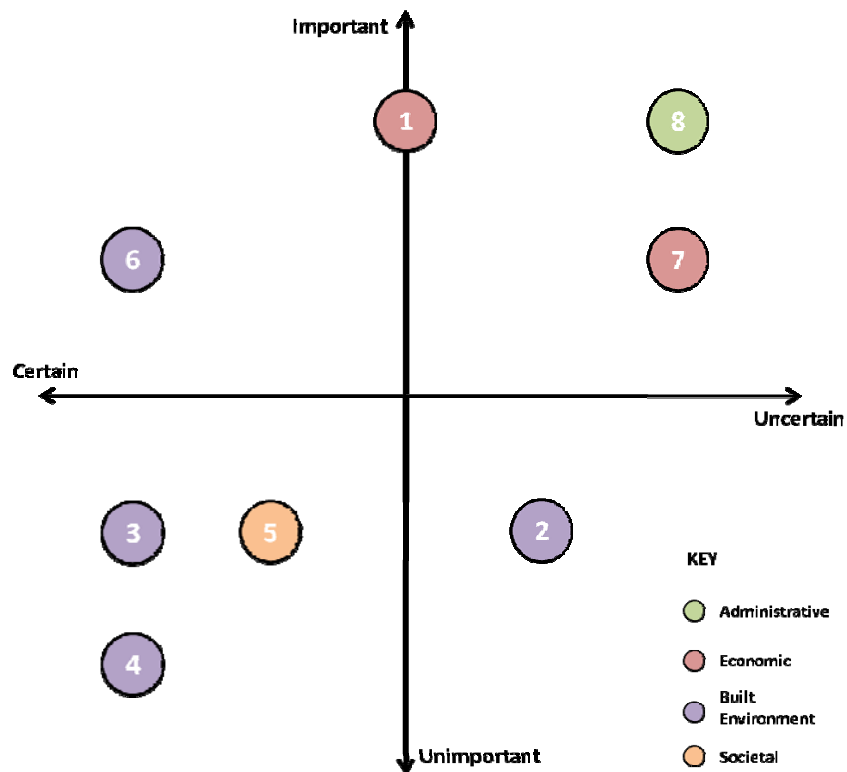 Important
1
8
6
7
Certain
Uncertain
3
5
2
KEY
Administrative
4
Economic
Built
Environment
Unimportant
Societal